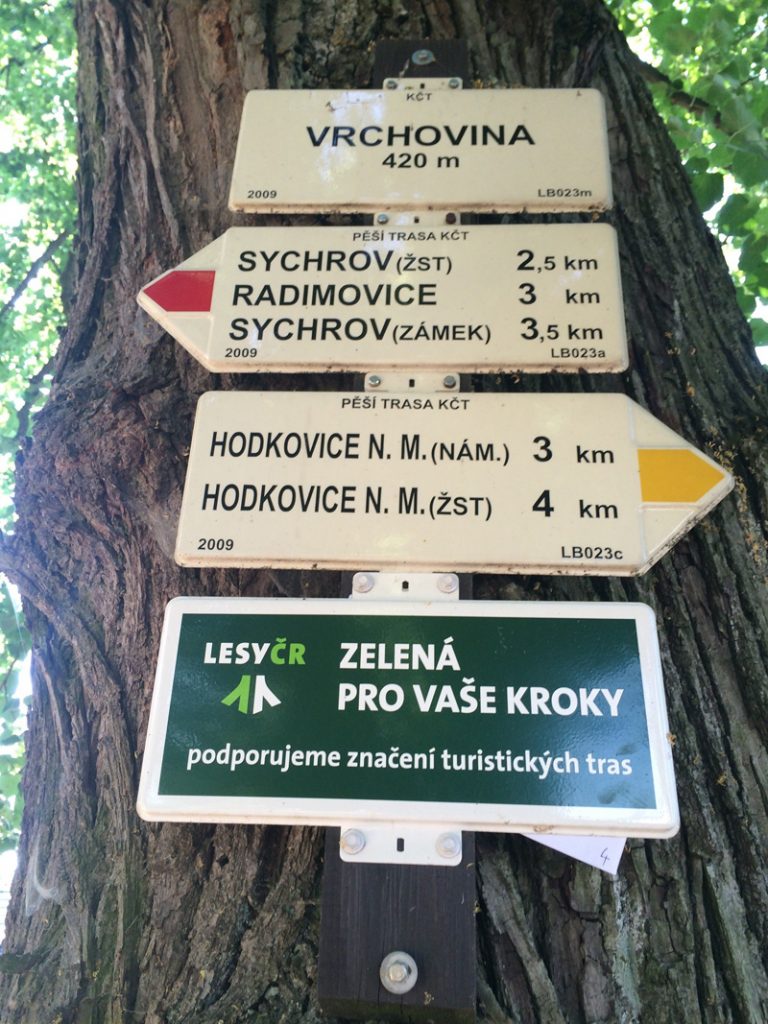 KČT
VRCHOVINA
420 m
2009 LB023m
PĚŠÍ TRASA KČT
SYCHROV (ŽST) 2,5 km
RADIMOVICE 3 km
SYCHROV (ZÁMEK) 3,5 km
2009 LB023a
PĚŠÍ TRASA KČT
HODKOVICE N. M. (NÁM.) 3 km
HODKOVICE N. M. (ŽST) 4 km
2009 LB023c
LESYČR
ZELENÁ
PRO VAŠE KROKY
podporujeme značení turistických tras
4